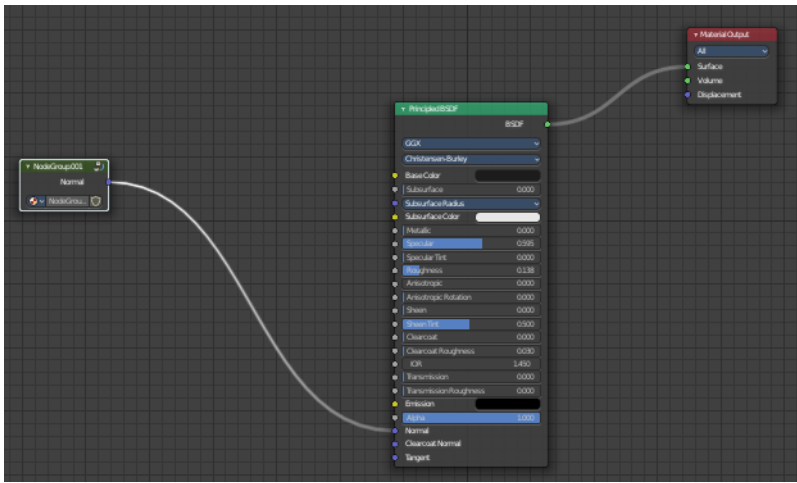 NodeGroup.001
Normal
NodeGrou...
Principled BSDF
BSDF
GGX
Christensen-Burley
Base Color
Subsurface 0.000
Subsurface Radius
Subsurface Color
Metallic 0.000
Specular 0.595
Specular Tint 0.000
Roughness 0.138
Anisotropic 0.000
Anisotropic Rotation 0.000
Sheen 0.000
Sheen Tint 0.500
Clearcoat 0.000
Clearcoat Roughness 0.030
IOR 1.450
Transmission 0.000
Transmission Roughness 0.000
Emission
Alpha 1.000
Normal
Clearcoat Normal
Tangent
Material Output
All
Surface
Volume
Displacement